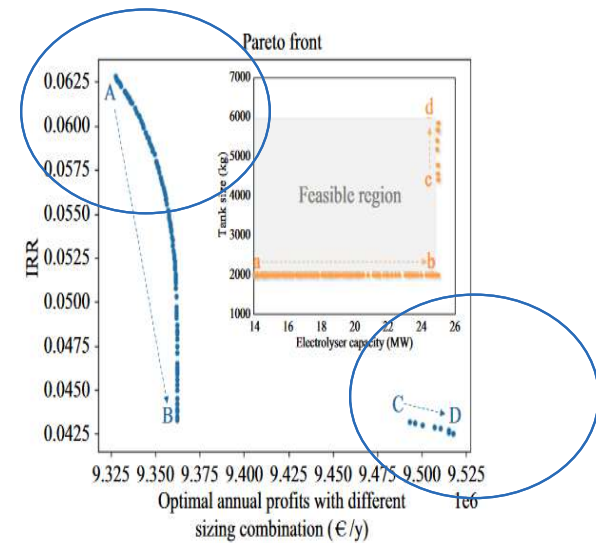 Pareto front
0.0625
0.0600
0.0575
0.0550
0.0525
0.0500
0.0475
0.0450
0.0425
IRR
A
B
C
D
7000
6000
5000
4000
3000
2000
1000
Tank size (kg)
d
c
Feasible region
a
b
14 16 18 20 22 24 26
Electrolyser capacity (MW)
9.325 9.350 9.375 9.400 9.425 9.450 9.475 9.500 9.525
Optimal annual profits with different 1e6
sizing combination (€/y)